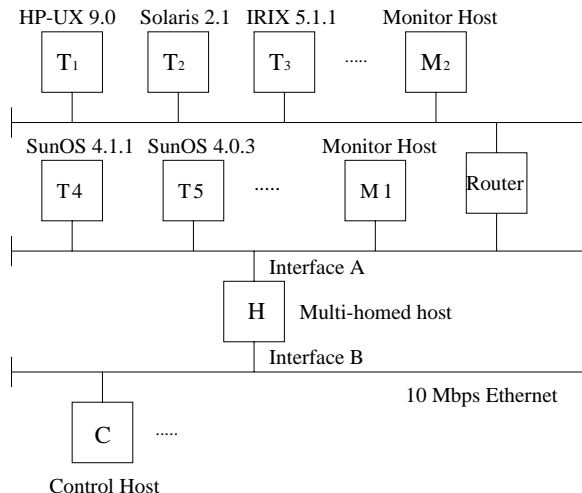 HP-UX 9.0 Solaris 2.1 IRIX 5.1.1 Monitor Host
T1 T2 T3 ..... M2
SunOS 4.1.1 SunOS 4.0.3 Monitor Host
T4 T5 ..... M1 Router
Interface A
H Multi-homed host
Interface B
10 Mbps Ethernet
C .....
Control Host